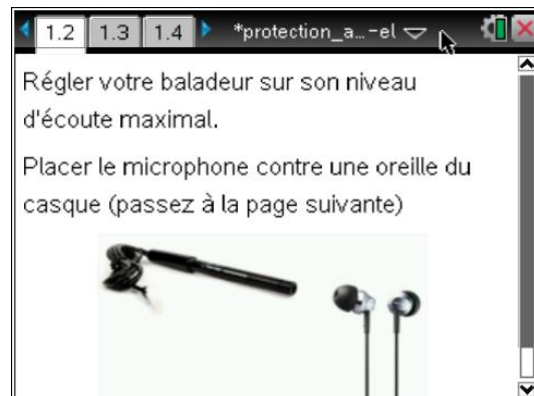 1.2 1.3 1.4 *protection_a...-el
Régler votre baladeur sur son niveau
d'écoute maximal.
Placer le microphone contre une oreille du
casque (passez à la page suivante)